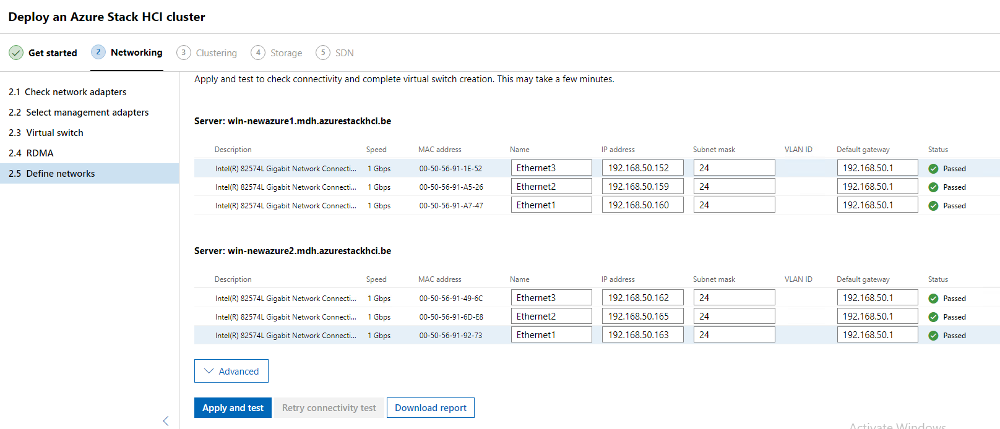 Deploy an Azure Stack HCI cluster
Get started 2 Networking 3 Clustering 4 Storage 5 SDN
2.1 Check network adapters
2.2 Select management adapters
2.3 Virtual switch
2.4 RDMA
2.5 Define networks
Apply and test to check connectivity and complete virtual switch creation. This may take a few minutes.
Server: win-newazure1.mdh.azurestackhci.be
Description Speed MAC address Name IP address Subnet mask VLAN ID Default gateway Status
Intel(R) 82574L Gigabit Network Connecti... 1 Gbps 00-50-56-91-1E-52 Ethernet3 192.168.50.152 24 192.168.50.1 Passed
Intel(R) 82574L Gigabit Network Connecti... 1 Gbps 00-50-56-91-A5-26 Ethernet2 192.168.50.159 24 192.168.50.1 Passed
Intel(R) 82574L Gigabit Network Connecti... 1 Gbps 00-50-56-91-A7-47 Ethernet1 192.168.50.160 24 192.168.50.1 Passed
Server: win-newazure2.mdh.azurestackhci.be
Description Speed MAC address Name IP address Subnet mask VLAN ID Default gateway Status
Intel(R) 82574L Gigabit Network Connecti... 1 Gbps 00-50-56-91-49-6C Ethernet3 192.168.50.162 24 192.168.50.1 Passed
Intel(R) 82574L Gigabit Network Connecti... 1 Gbps 00-50-56-91-6D-E8 Ethernet2 192.168.50.165 24 192.168.50.1 Passed
Intel(R) 82574L Gigabit Network Connecti... 1 Gbps 00-50-56-91-92-73 Ethernet1 192.168.50.163 24 192.168.50.1 Passed
Advanced
Apply and test Retry connectivity test Download report
Activate Windows